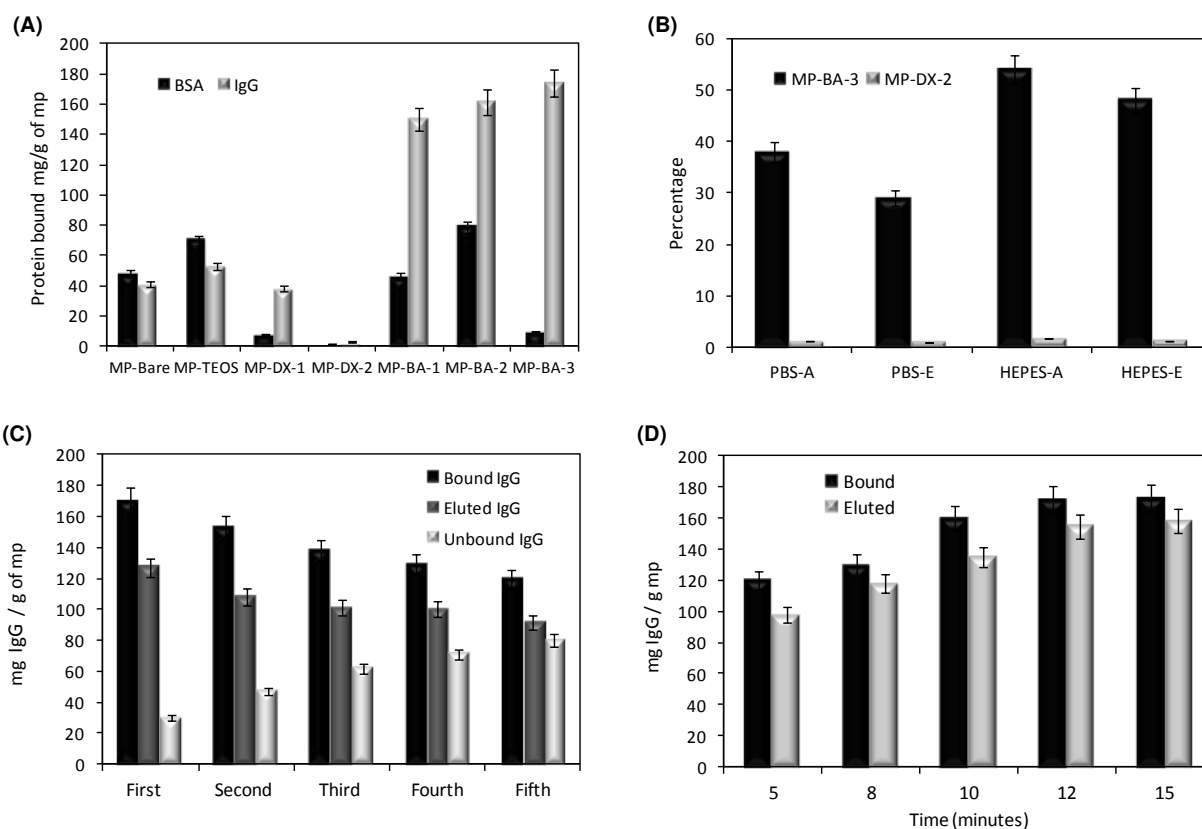 (A)
200
180
160
140
120
100
80
60
40
20
0
Protein bound mg/g of mp
BSA IgG
MP-Bare MP-TEOS MP-DX-1 MP-DX-2 MP-BA-1 MP-BA-2 MP-BA-3
(B)
60
50
40
30
20
10
0
Percentage
MP-BA-3 MP-DX-2
PBS-A PBS-E HEPES-A HEPES-E
(C)
200
180
160
140
120
100
80
60
40
20
0
mg IgG / g of mp
Bound IgG
Eluted IgG
Unbound IgG
First Second Third Fourth Fifth
(D)
200
180
160
140
120
100
80
60
40
20
0
mg IgG / g mp
Bound
Eluted
5 8 10 12 15
Time (minutes)